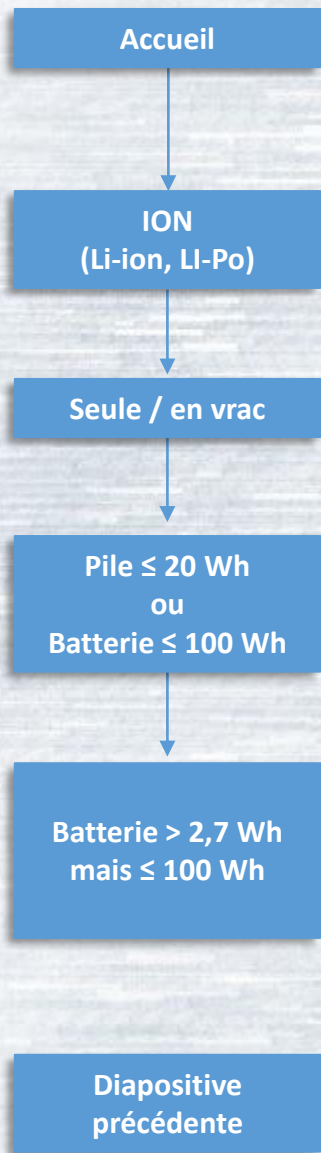 Accueil
ION
(Li-ion, LI-Po)
Seule / en vrac
Pile ≤ 20 Wh
ou
Batterie ≤ 100 Wh
Batterie > 2,7 Wh
mais ≤ 100 Wh
Diapositive
précédente